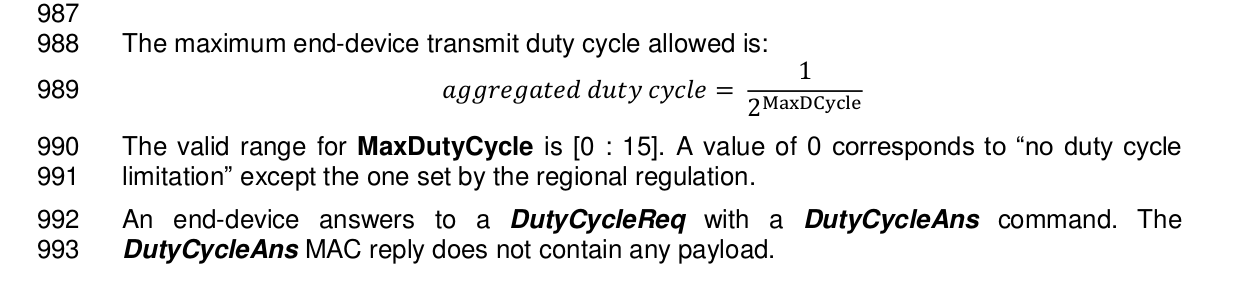 987
988 The maximum end-device transmit duty cycle allowed is:
989 aggregated duty cycle = 1 / 2^MaxDCycle
990 The valid range for MaxDutyCycle is [0 : 15]. A value of 0 corresponds to “no duty cycle
991 limitation” except the one set by the regional regulation.
992 An end-device answers to a DutyCycleReq with a DutyCycleAns command. The
993 DutyCycleAns MAC reply does not contain any payload.